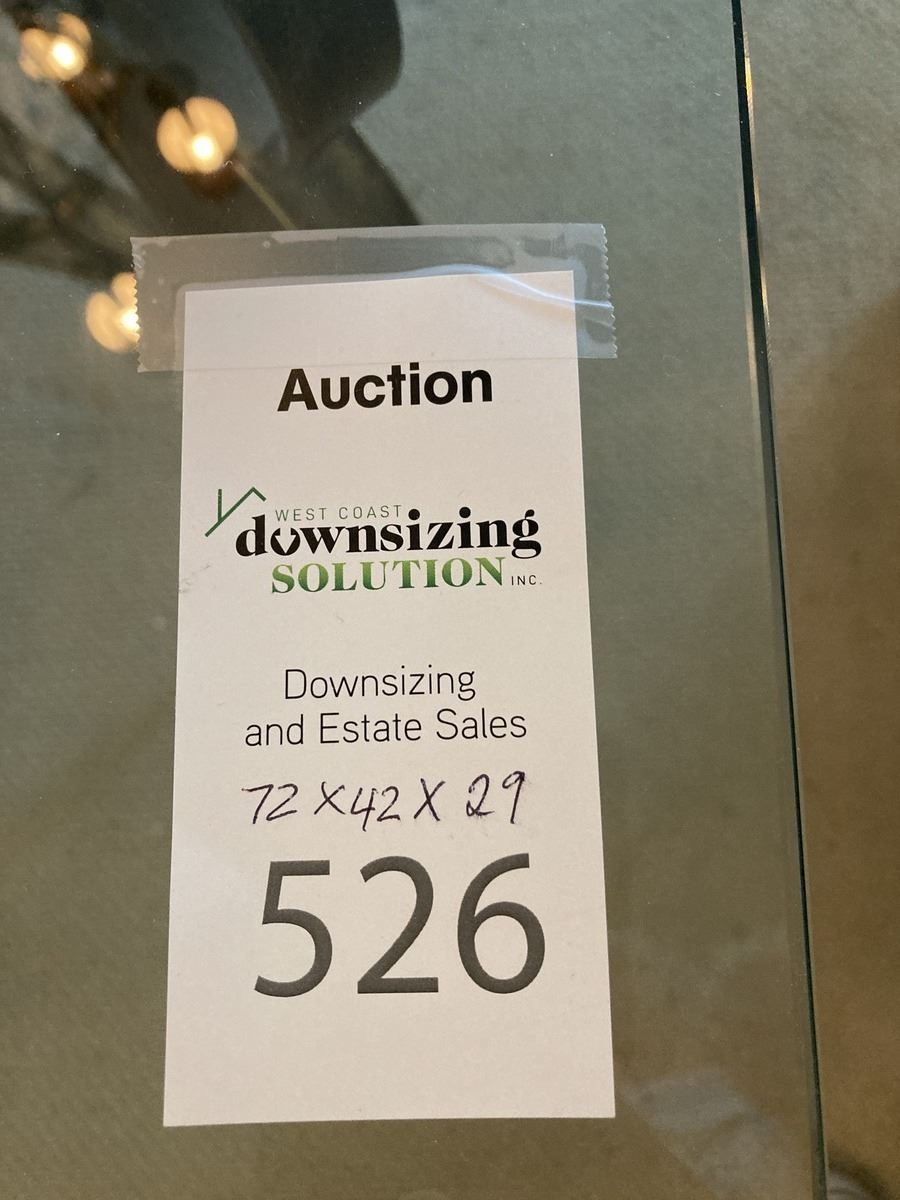 Auction
WEST COAST
downsizing
SOLUTION INC.
Downsizing
and Estate Sales
72 X 42 X 29
526